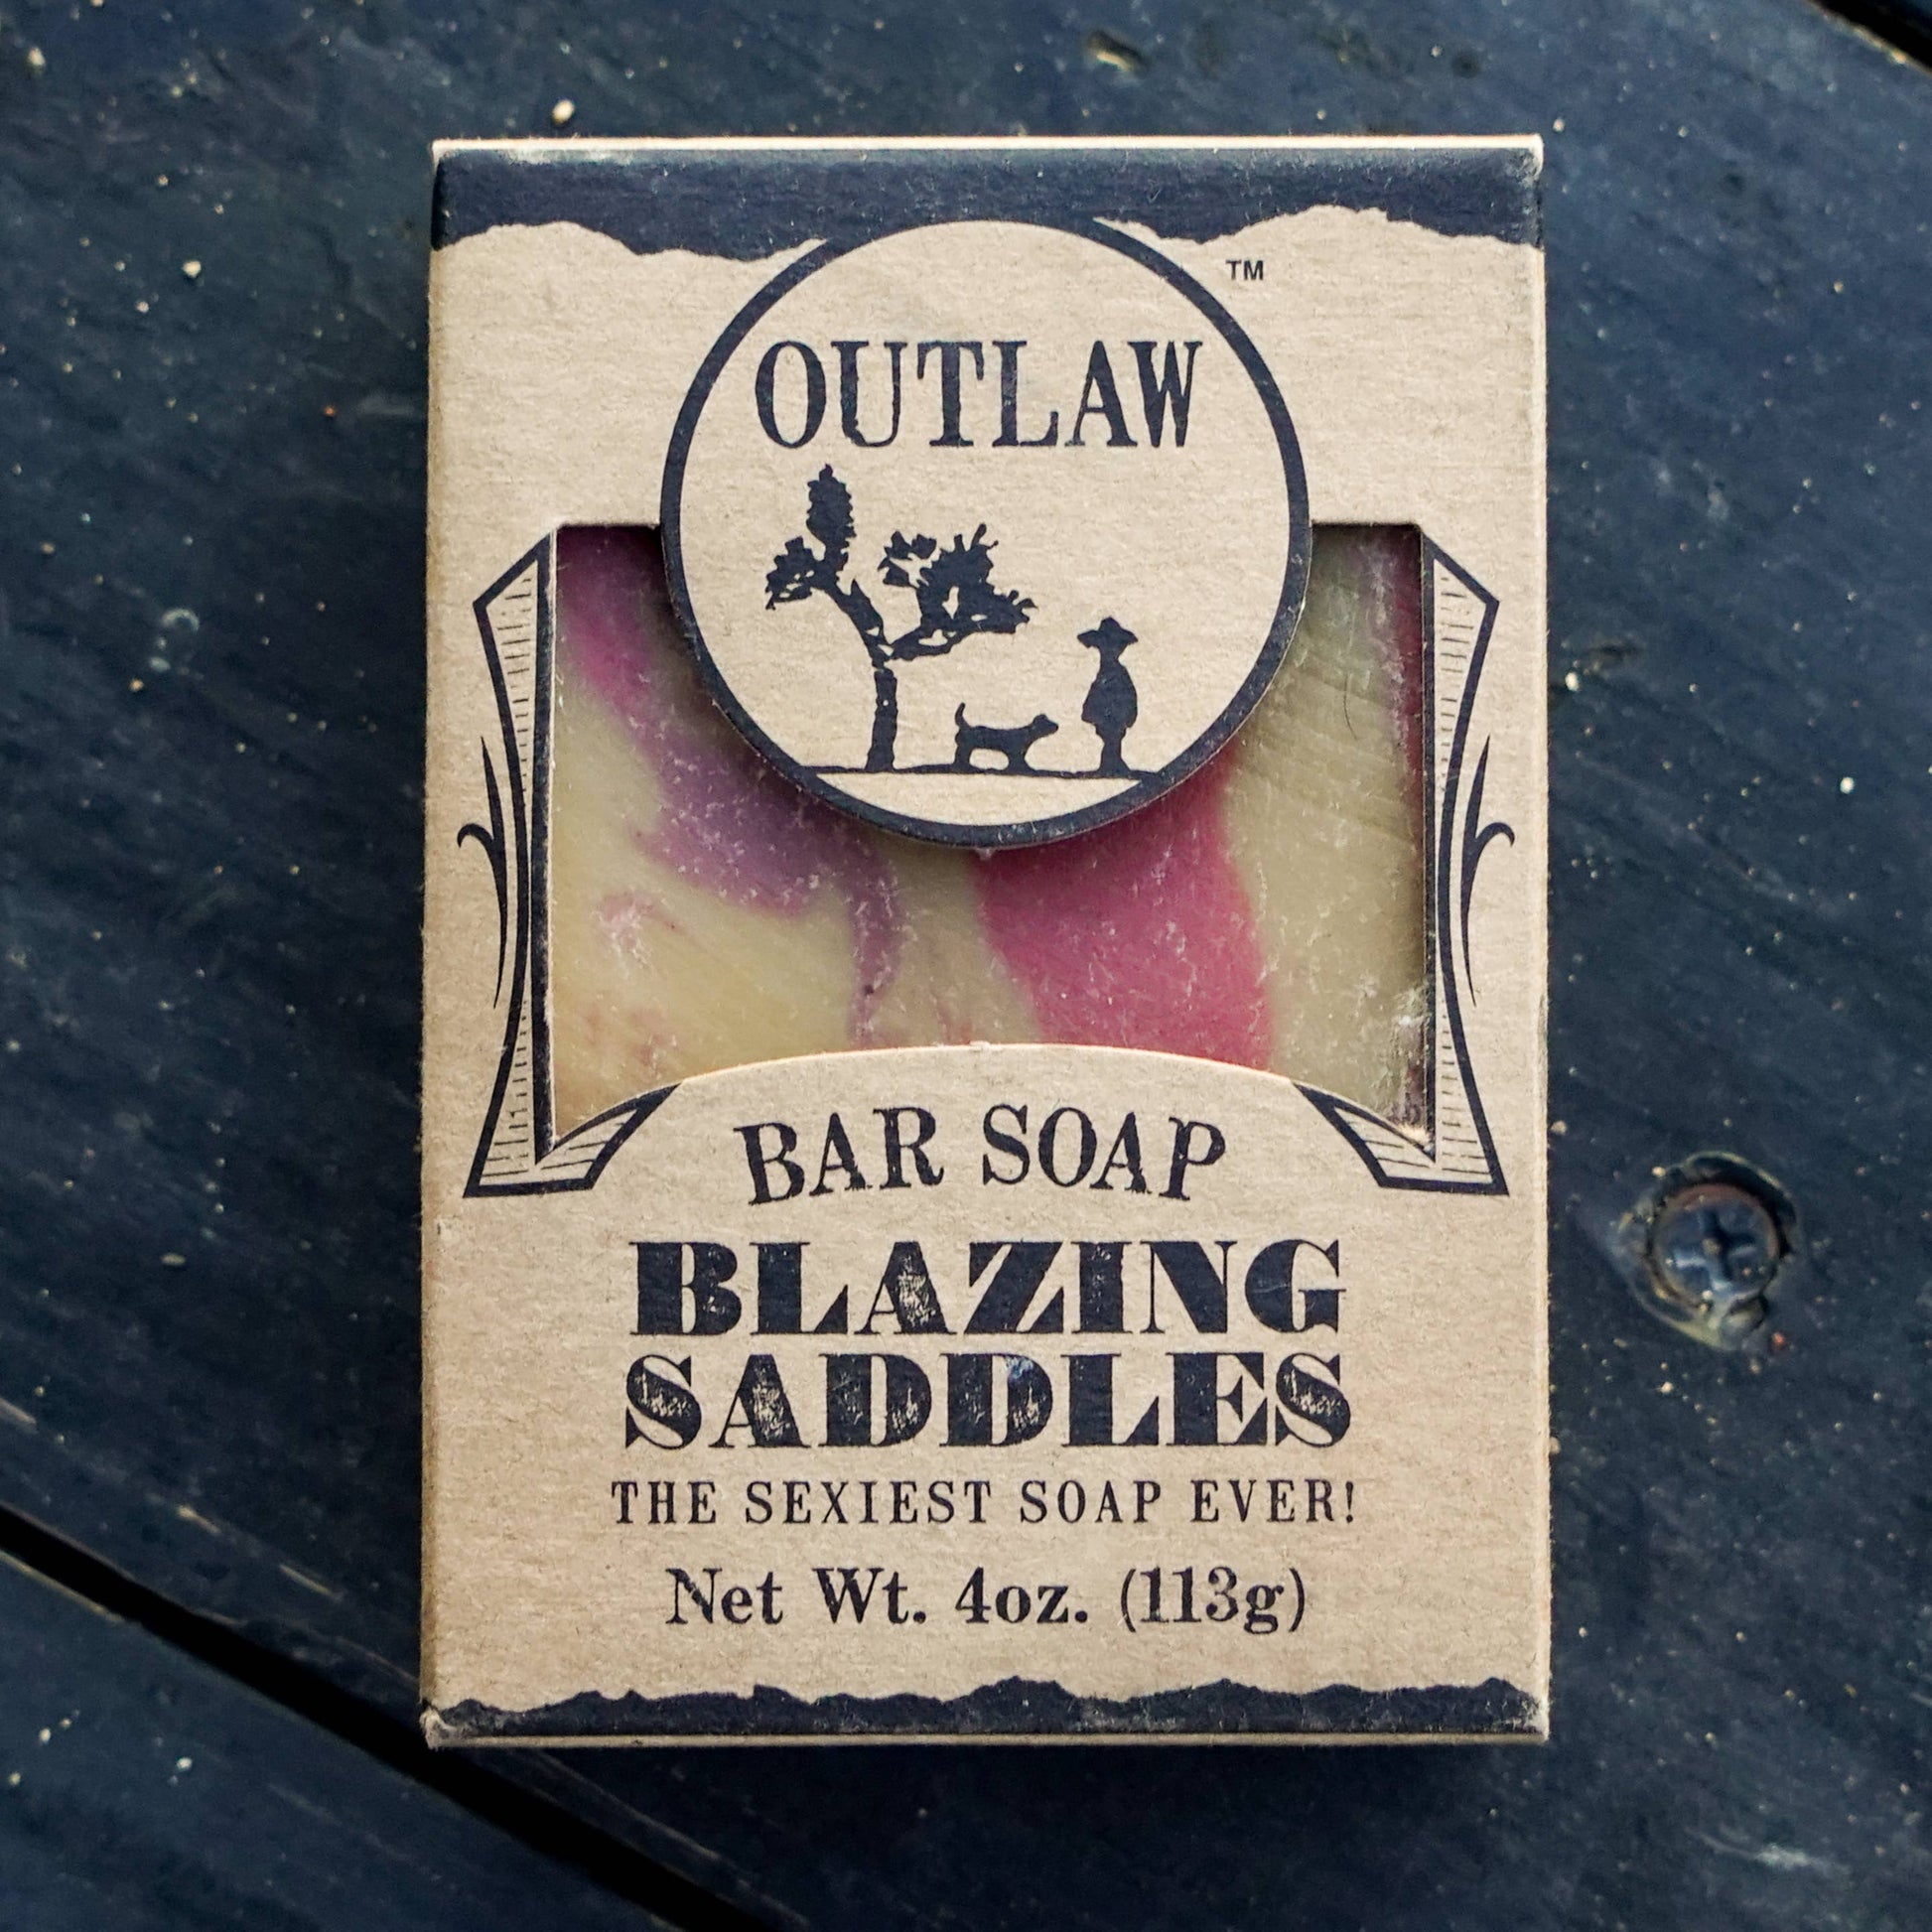 OUTLAW
TM
BAR SOAP
BLAZING
SADDLES
THE SEXIEST SOAP EVER!
Net Wt. 4oz. (113g)